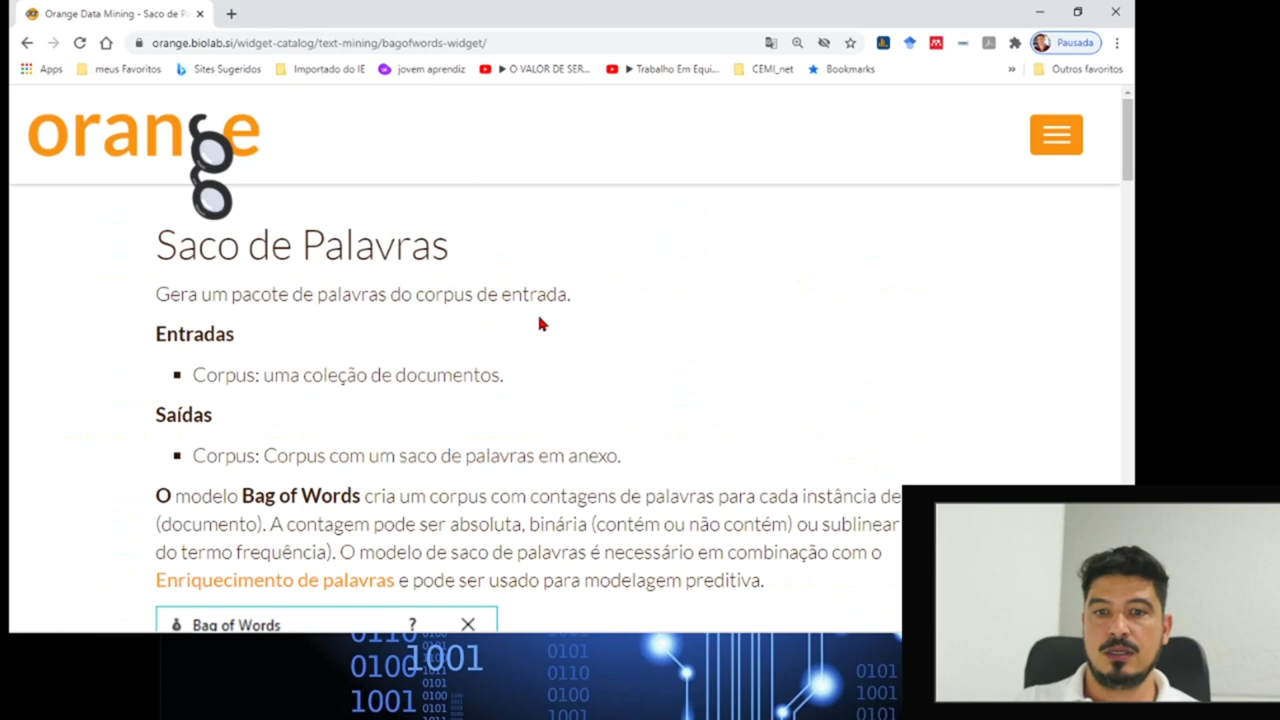 Orange Data Mining - Saco de P
orange.biolab.si/widget-catalog/text-mining/bagofwords-widget/
Pausada
Apps meus Favoritos Sites Sugeridos Importado do IE jovem aprendiz O VALOR DE SER... Trabalho Em Equi... CEMI_net Bookmarks » Outros favoritos
orange
Saco de Palavras
Gera um pacote de palavras do corpus de entrada.
Entradas
Corpus: uma coleção de documentos.
Saídas
Corpus: Corpus com um saco de palavras em anexo.
O modelo Bag of Words cria um corpus com contagens de palavras para cada instância de
(documento). A contagem pode ser absoluta, binária (contém ou não contém) ou sublinear
do termo frequência). O modelo de saco de palavras é necessário em combinação com o
Enriquecimento de palavras e pode ser usado para modelagem preditiva.
Bag of Words ?
0110 0101
0100 1001 0110 0101
1001 0100 1001